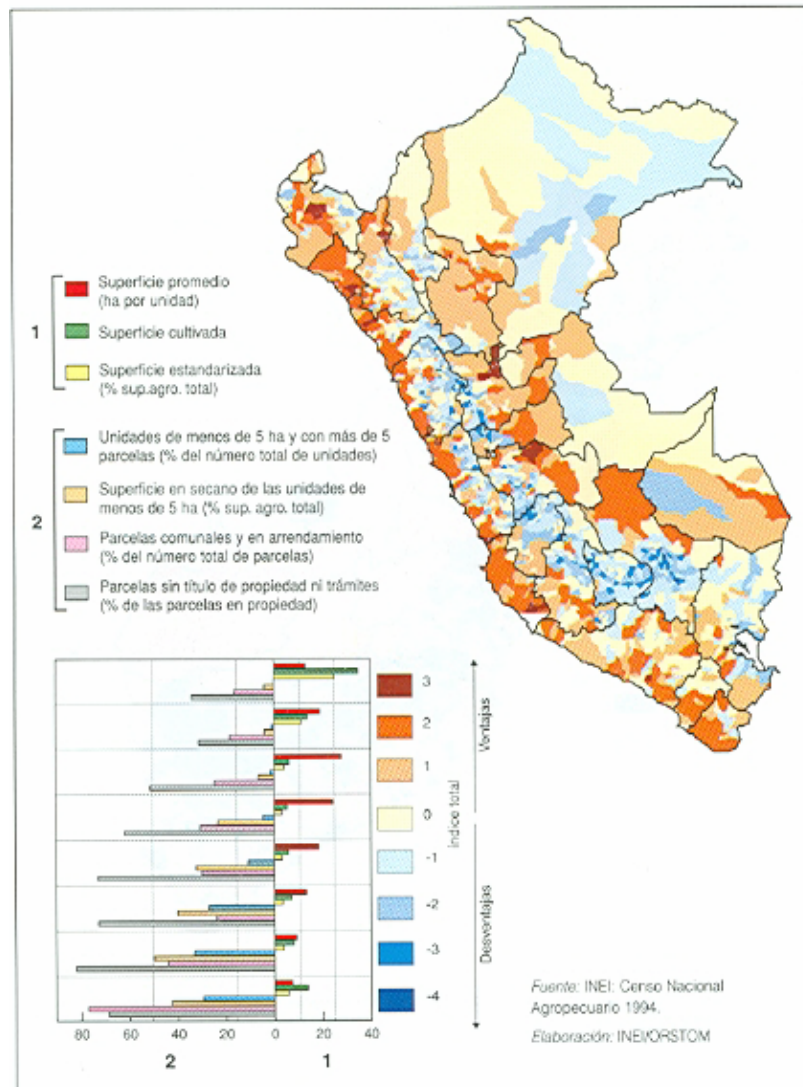 1
Superficie promedio
(ha por unidad)
Superficie cultivada
Superficie estandarizada
(% sup.agro. total)
2
Unidades de menos de 5 ha y con más de 5
parcelas (% del número total de unidades)
Superficie en secano de las unidades de
menos de 5 ha (% sup. agro. total)
Parcelas comunales y en arrendamiento
(% del número total de parcelas)
Parcelas sin título de propiedad ni trámites
(% de las parcelas en propiedad)
3
2
1
0
-1
-2
-3
-4
Indice total
Ventajas
Desventajas
80 60 40 20 0 20 40
2 1
Fuente: INEI: Censo Nacional
Agropecuario 1994.
Elaboración: INEI/ORSTOM